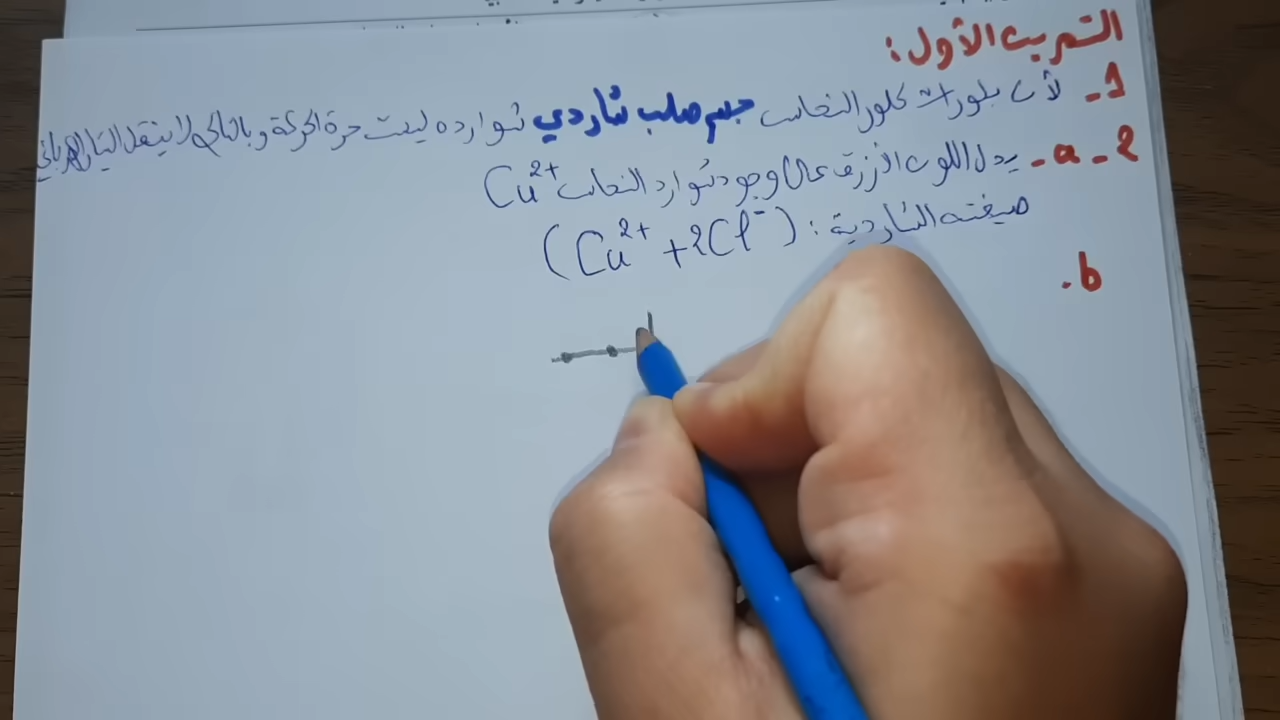 التمرين الأول:
1- لأن بلورات كلور النحاس جسم صلب شاردي شوارده ليست حرة الحركة و بالتالي لا ينقل التيار الكهربائي
2 - a - يدل اللون الأزرق على وجود شوارد النحاس Cu²⁺
صيغته الشاردية: (Cu²⁺ + 2Cl⁻)
b.